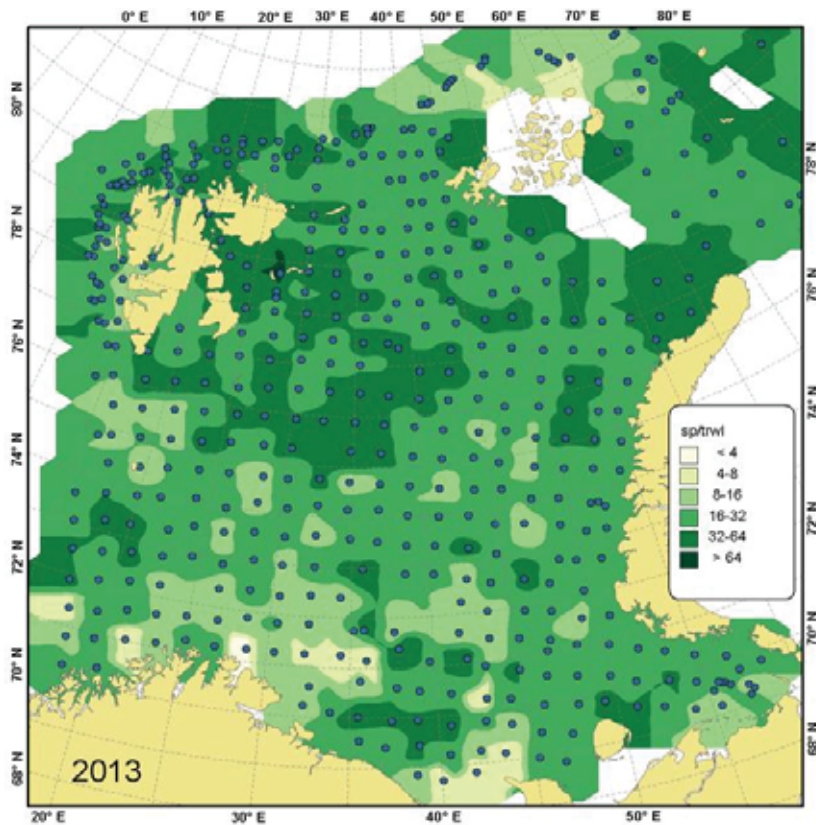 0° E 10° E 20° E 30° E 40° E 50° E 60° E 70° E 80° E
80° N
78° N
76° N
74° N
72° N
70° N
68° N
78° N
76° N
74° N
72° N
70° N
68° N
sp/trwl
< 4
4-8
8-16
16-32
32-64
> 64
2013
20° E 30° E 40° E 50° E